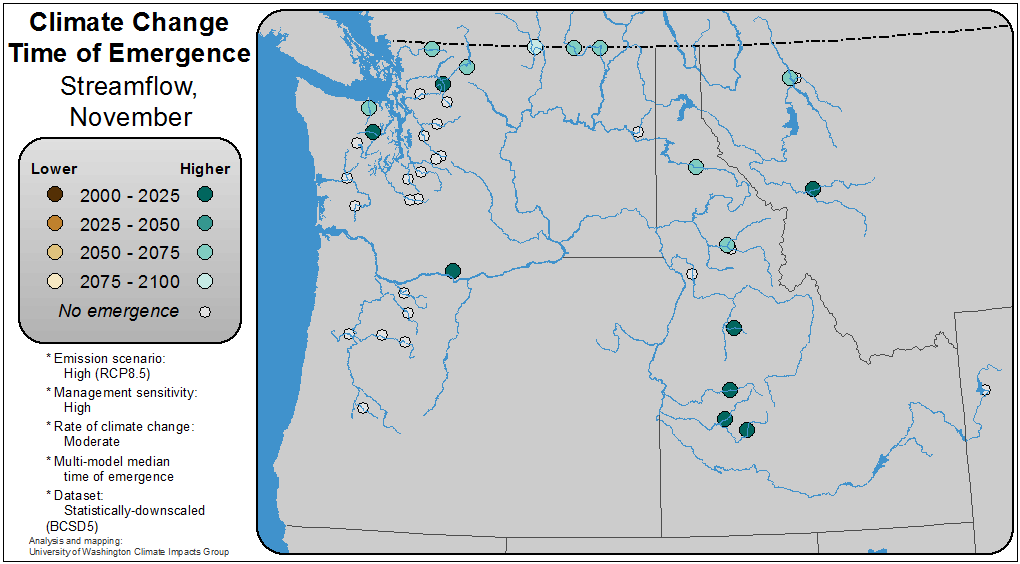 Climate Change
Time of Emergence
Streamflow,
November
Lower Higher
2000 - 2025
2025 - 2050
2050 - 2075
2075 - 2100
No emergence
* Emission scenario:
High (RCP8.5)
* Management sensitivity:
High
* Rate of climate change:
Moderate
* Multi-model median
time of emergence
* Dataset:
Statistically-downscaled
(BCSD5)
Analysis and mapping:
University of Washington Climate Impacts Group